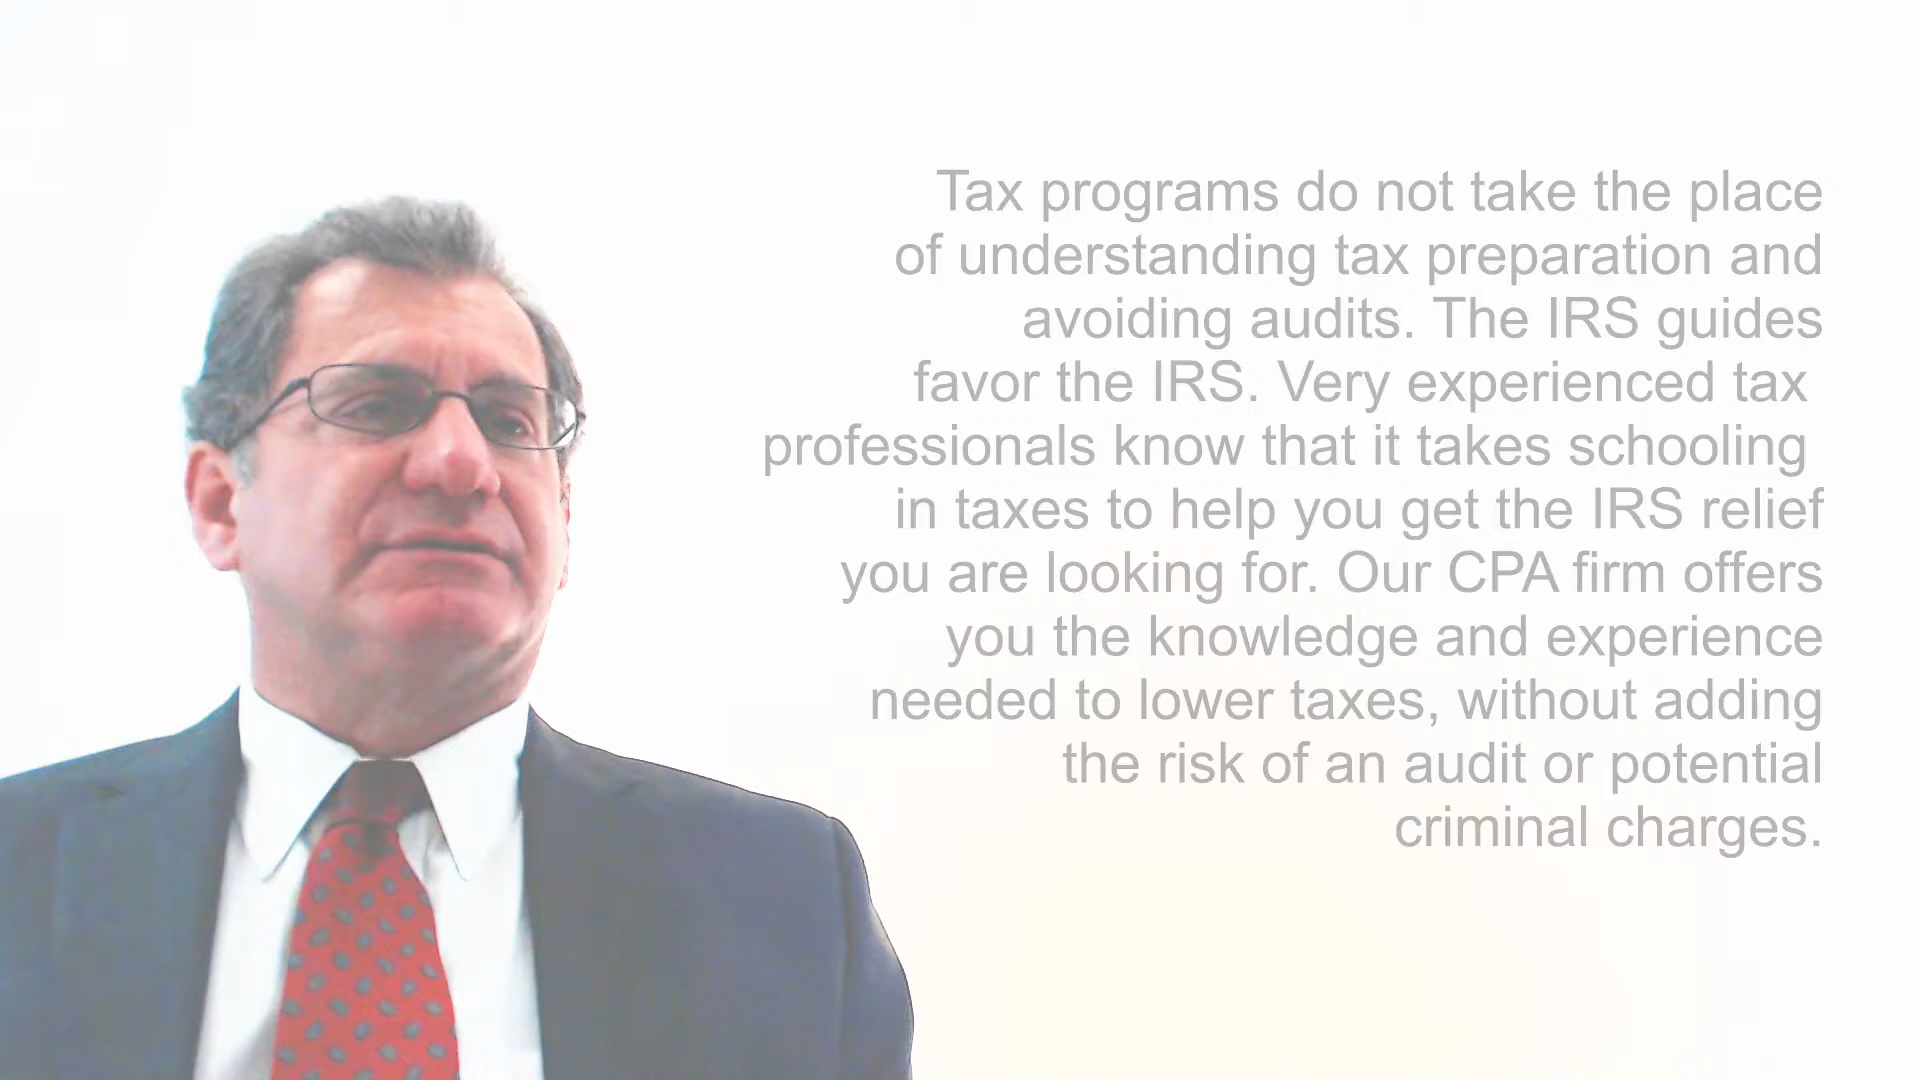 Tax programs do not take the place
of understanding tax preparation and
avoiding audits. The IRS guides
favor the IRS. Very experienced tax
professionals know that it takes schooling
in taxes to help you get the IRS relief
you are looking for. Our CPA firm offers
you the knowledge and experience
needed to lower taxes, without adding
the risk of an audit or potential
criminal charges.